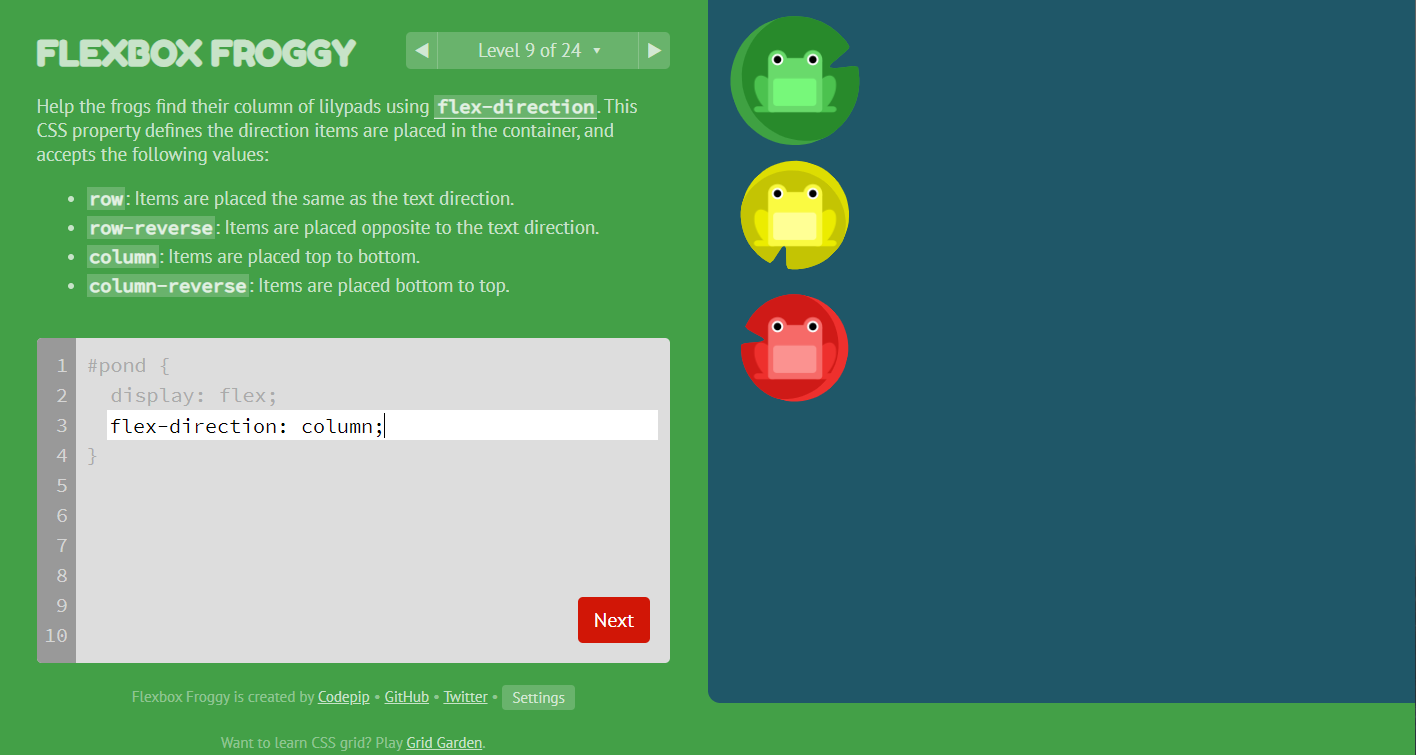 FLEXBOX FROGGY
◀ Level 9 of 24 ▼ ▶
Help the frogs find their column of lilypads using flex-direction. This
CSS property defines the direction items are placed in the container, and
accepts the following values:
• row: Items are placed the same as the text direction.
• row-reverse: Items are placed opposite to the text direction.
• column: Items are placed top to bottom.
• column-reverse: Items are placed bottom to top.
1 #pond {
2 display: flex;
3 flex-direction: column;
4 }
5
6
7
8
9
10
Next
Flexbox Froggy is created by Codepip • GitHub • Twitter • Settings
Want to learn CSS grid? Play Grid Garden.